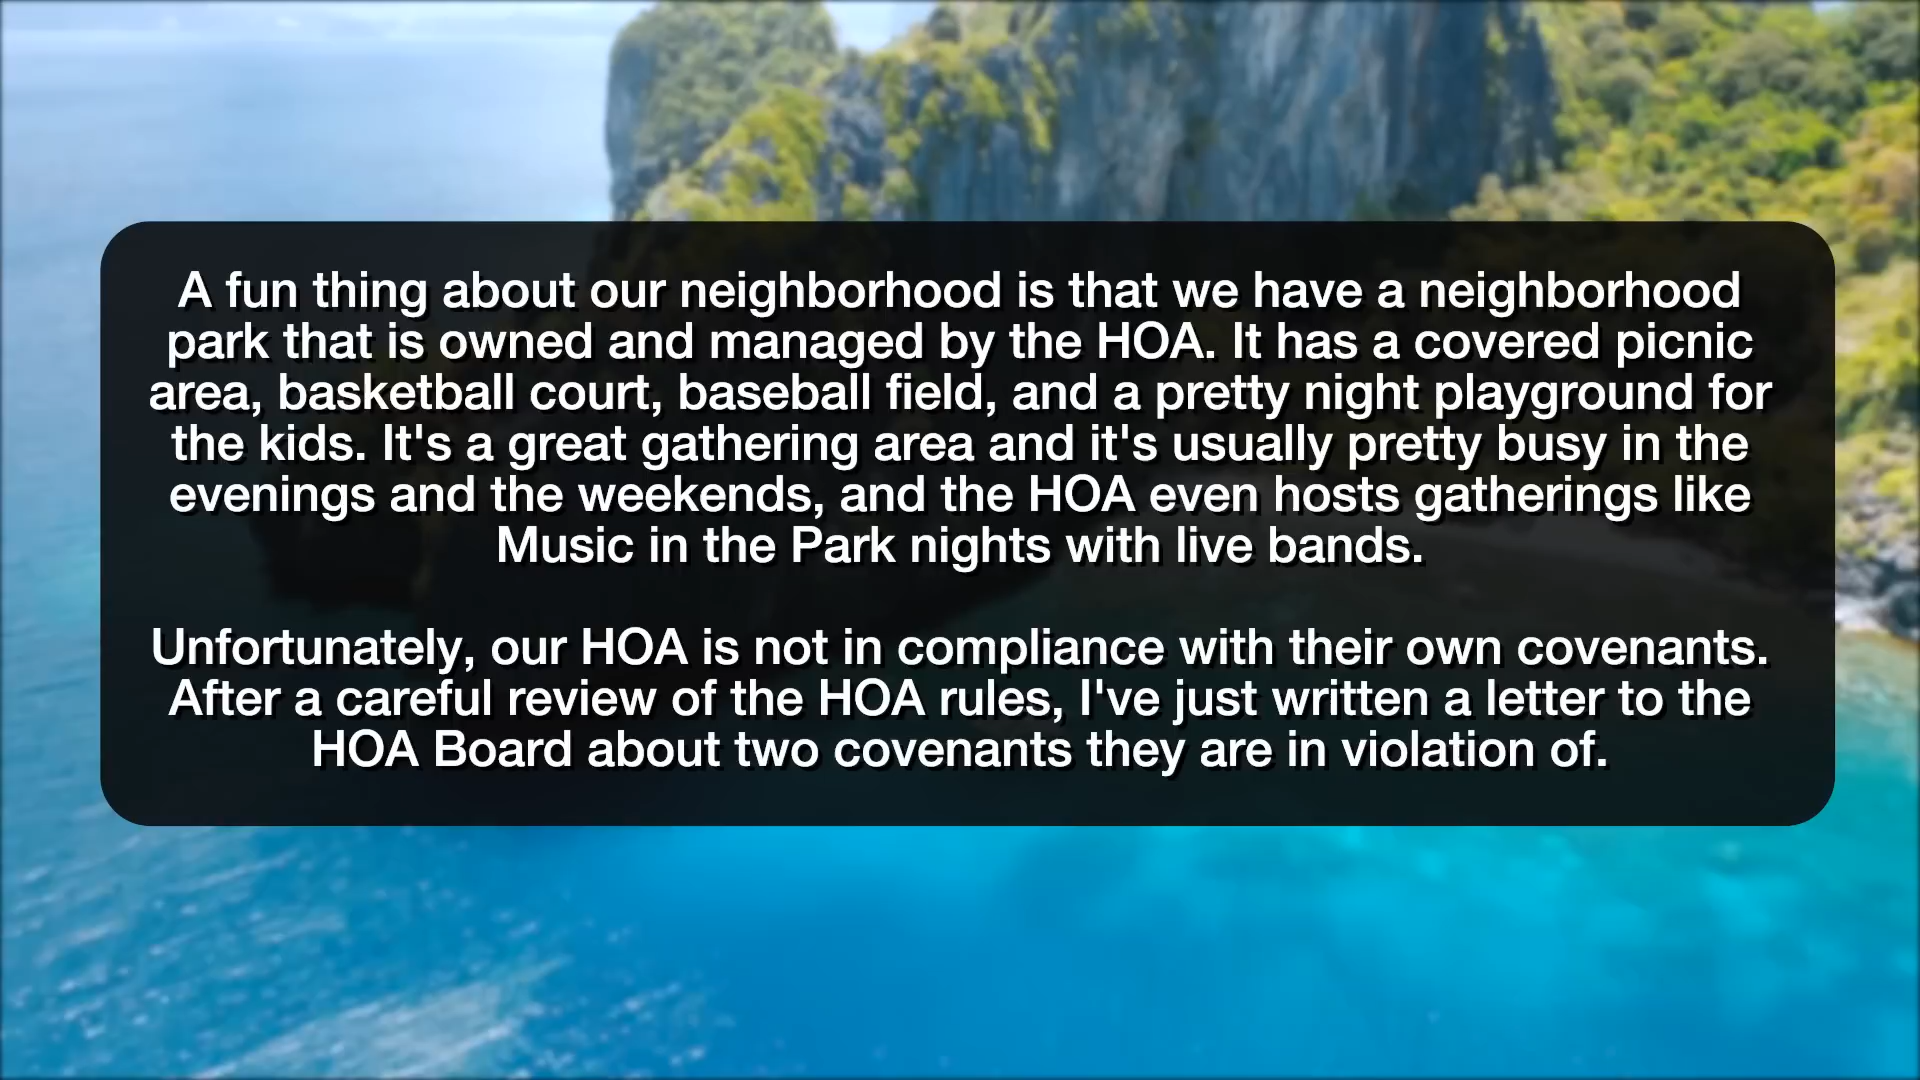 A fun thing about our neighborhood is that we have a neighborhood
park that is owned and managed by the HOA. It has a covered picnic
area, basketball court, baseball field, and a pretty night playground for
the kids. It's a great gathering area and it's usually pretty busy in the
evenings and the weekends, and the HOA even hosts gatherings like
Music in the Park nights with live bands.
Unfortunately, our HOA is not in compliance with their own covenants.
After a careful review of the HOA rules, I've just written a letter to the
HOA Board about two covenants they are in violation of.